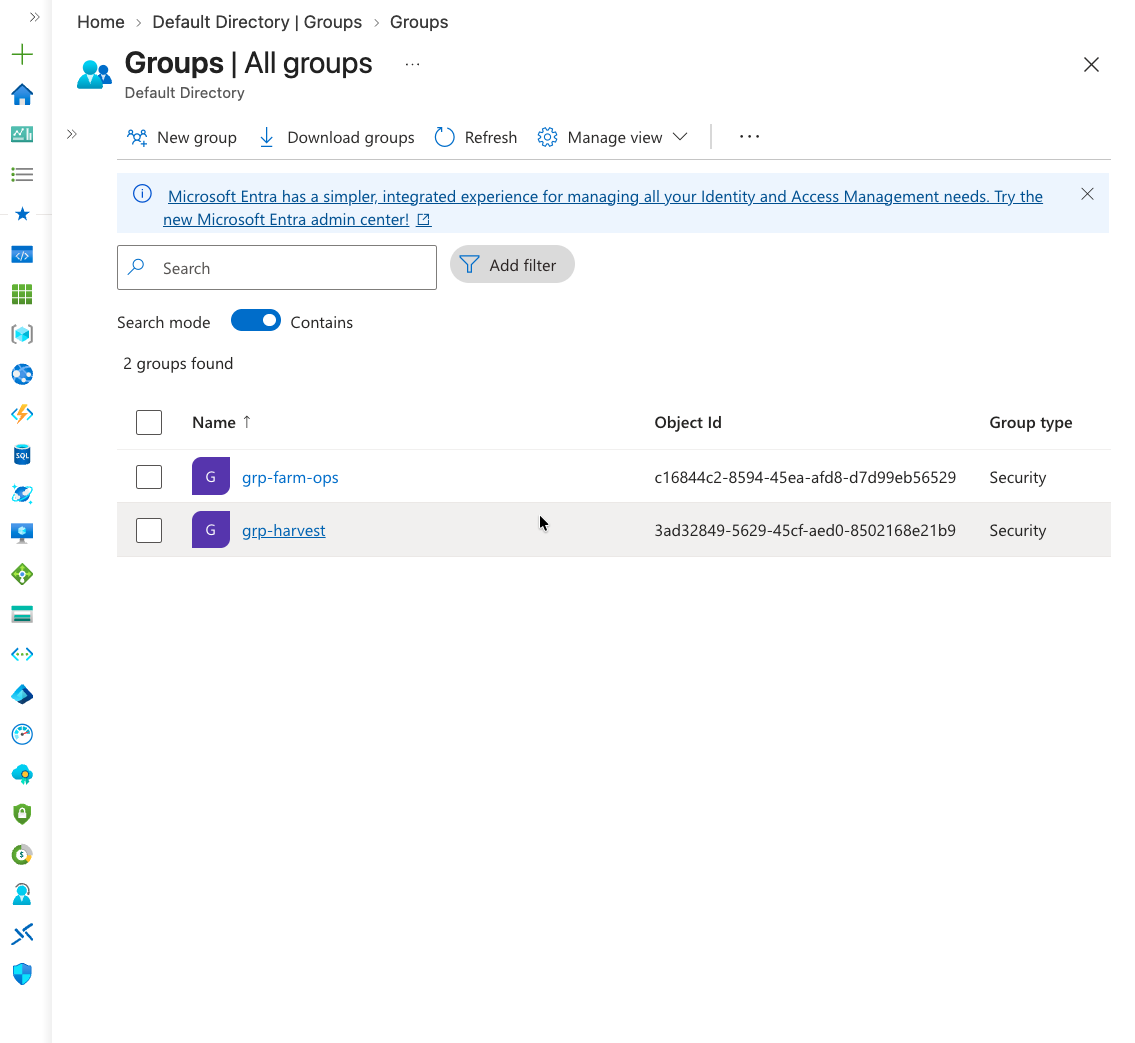 Home > Default Directory | Groups > Groups
Groups | All groups ...
Default Directory
New group Download groups Refresh Manage view ...
Microsoft Entra has a simpler, integrated experience for managing all your Identity and Access Management needs. Try the
new Microsoft Entra admin center!
Search Add filter
Search mode Contains
2 groups found
Name ↑ Object Id Group type
G grp-farm-ops c16844c2-8594-45ea-afd8-d7d99eb56529 Security
G grp-harvest 3ad32849-5629-45cf-aed0-8502168e21b9 Security
SQL